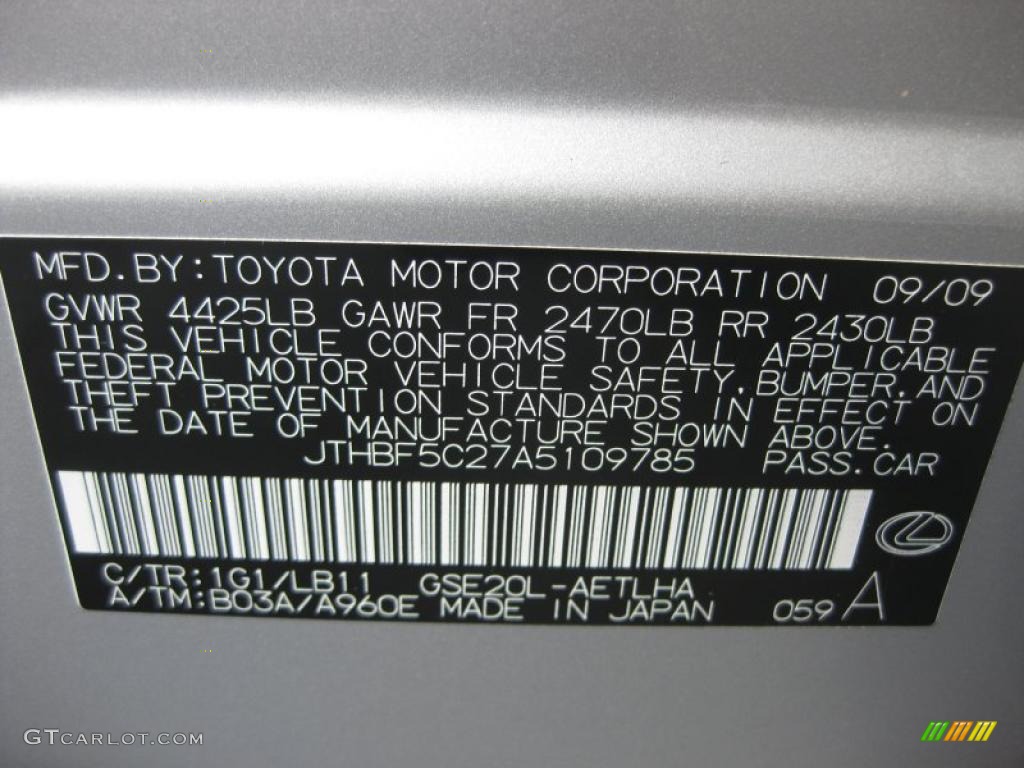 MFD.BY:TOYOTA MOTOR CORPORATION 09/09
GVWR 4425LB GAWR FR 2470LB RR 2430LB
THIS VEHICLE CONFORMS TO ALL APPLICABLE
FEDERAL MOTOR VEHICLE SAFETY,BUMPER,AND
THEFT PREVENTION STANDARDS IN EFFECT ON
THE DATE OF MANUFACTURE SHOWN ABOVE.
JTHBF5C27A5109785 PASS.CAR
C/TR:1G1/LB11 GSE20L-AETLHA
A/TM:B03A/A960E MADE IN JAPAN 059 A
GTCARLOT.COM